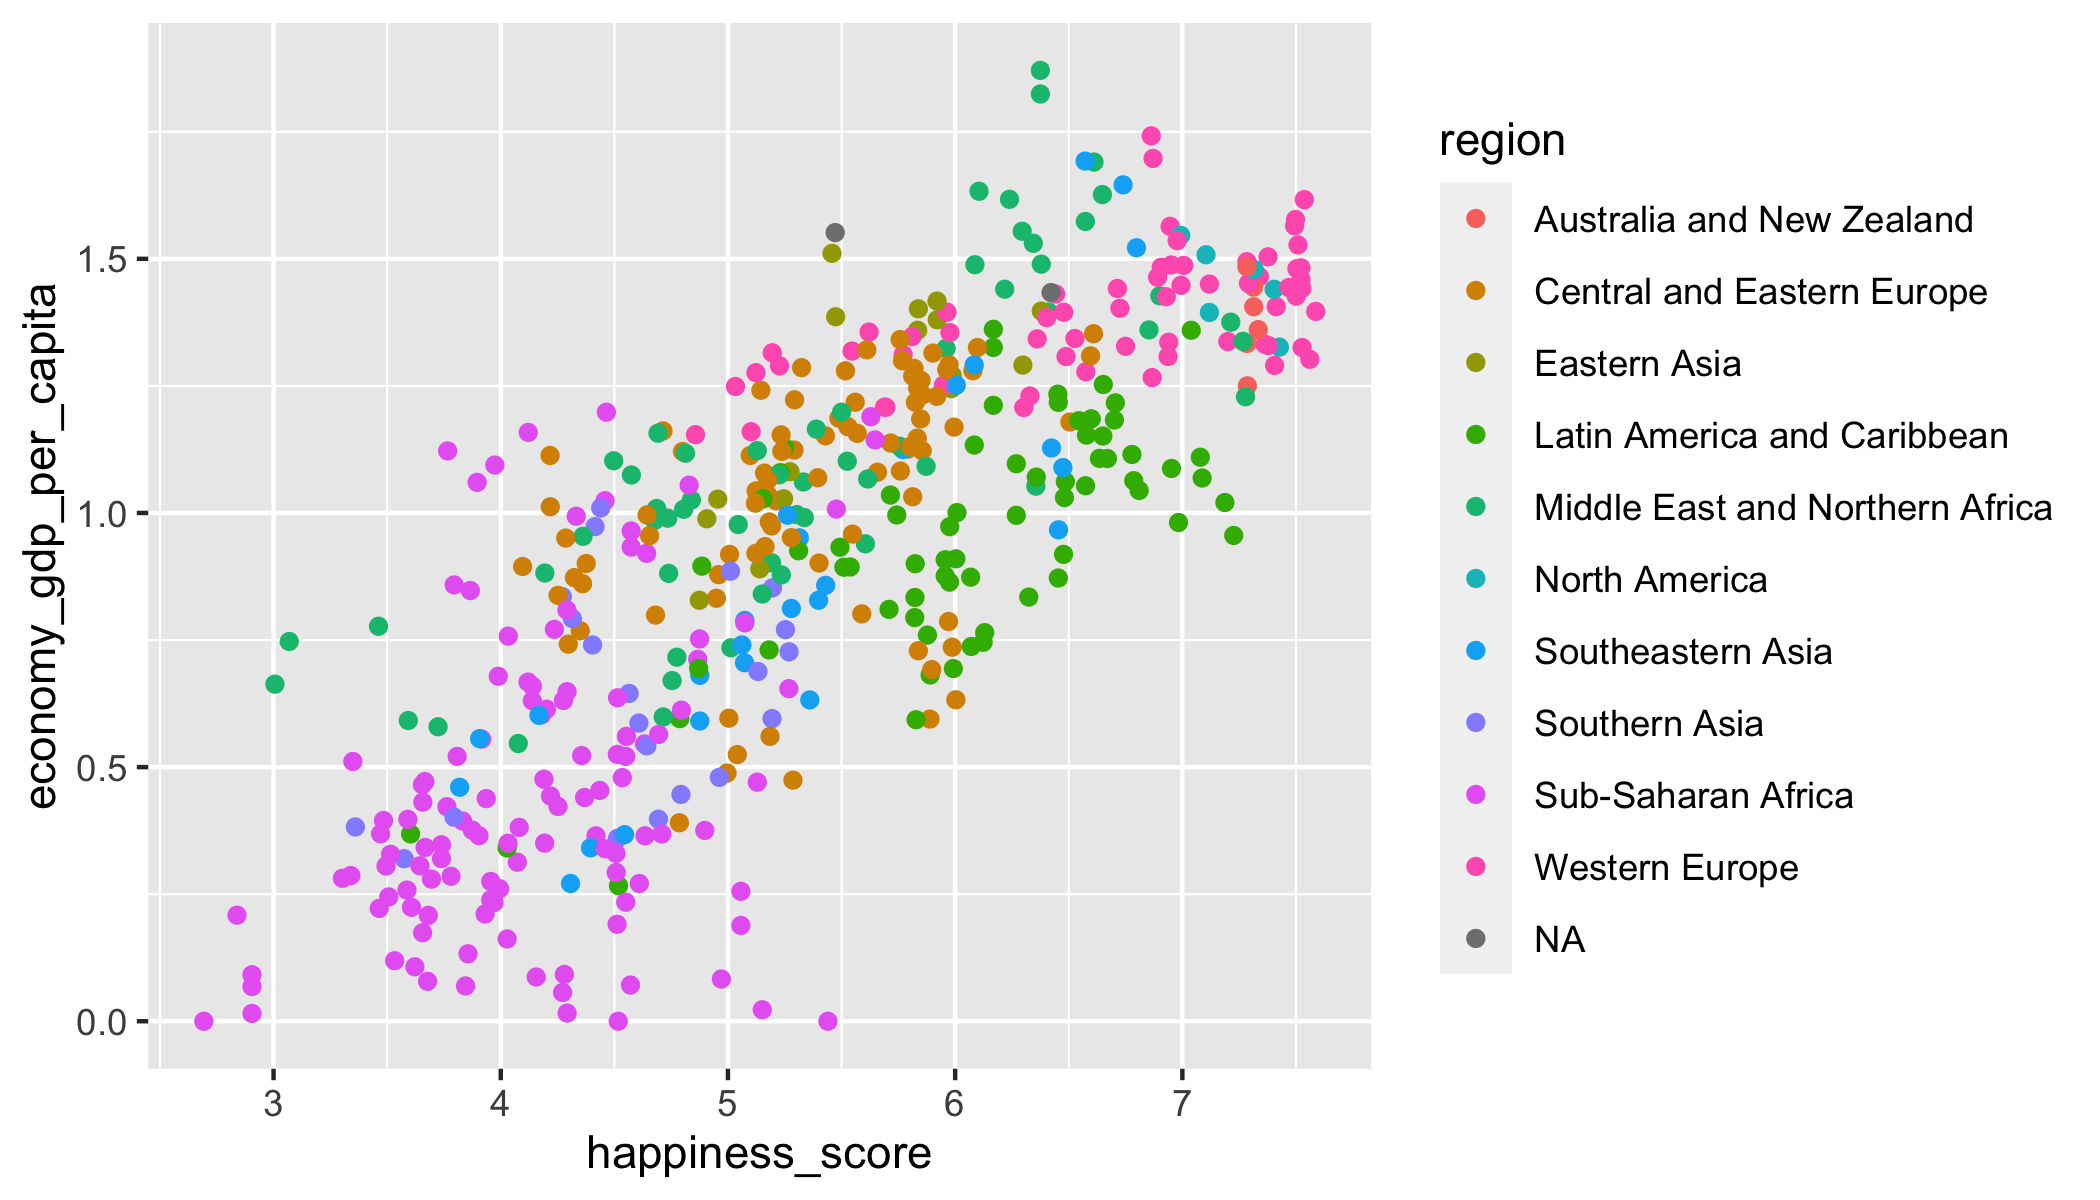 region
Australia and New Zealand
Central and Eastern Europe
Eastern Asia
Latin America and Caribbean
Middle East and Northern Africa
North America
Southeastern Asia
Southern Asia
Sub-Saharan Africa
Western Europe
NA
economy_gdp_per_capita
1.5
1.0
0.5
0.0
3 4 5 6 7
happiness_score